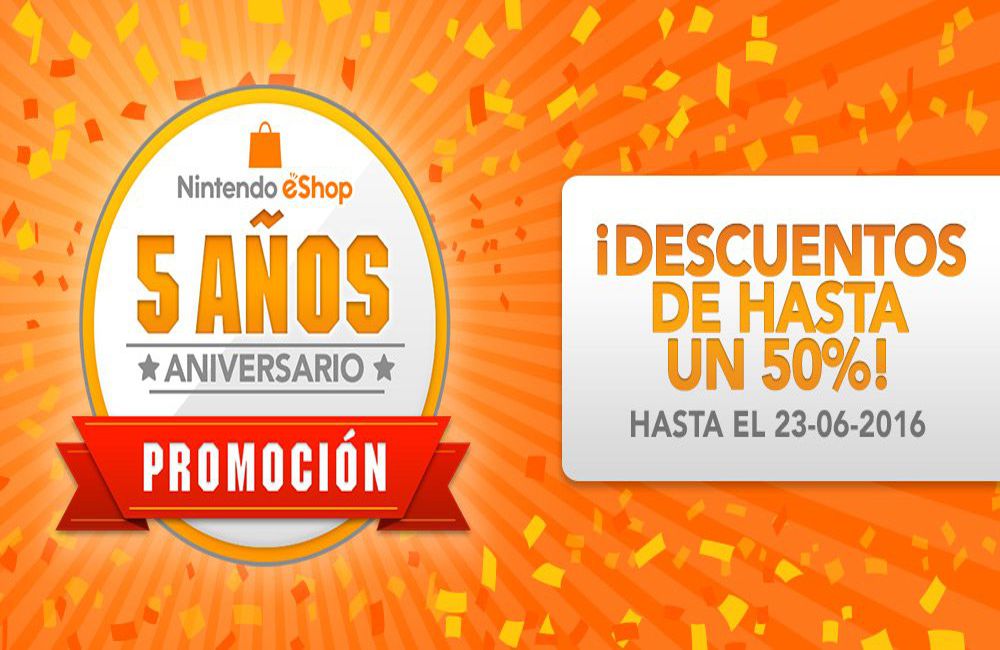 Nintendo eShop
5 AÑOS
ANIVERSARIO
PROMOCIÓN
¡DESCUENTOS
DE HASTA
UN 50%!
HASTA EL 23-06-2016